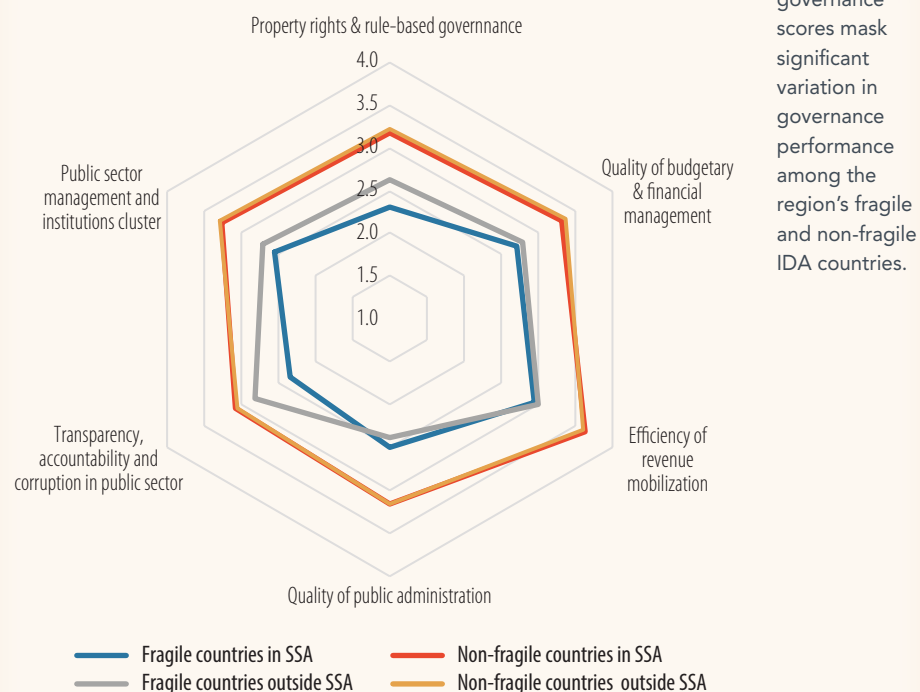 Property rights & rule-based governnance
4.0
3.5
3.0
2.5
2.0
1.5
1.0
Quality of budgetary
& financial
management
Efficiency of
revenue
mobilization
Quality of public administration
Transparency,
accountability and
corruption in public sector
Public sector
management and
institutions cluster
Fragile countries in SSA
Non-fragile countries in SSA
Fragile countries outside SSA
Non-fragile countries outside SSA
governance
scores mask
significant
variation in
governance
performance
among the
region’s fragile
and non-fragile
IDA countries.